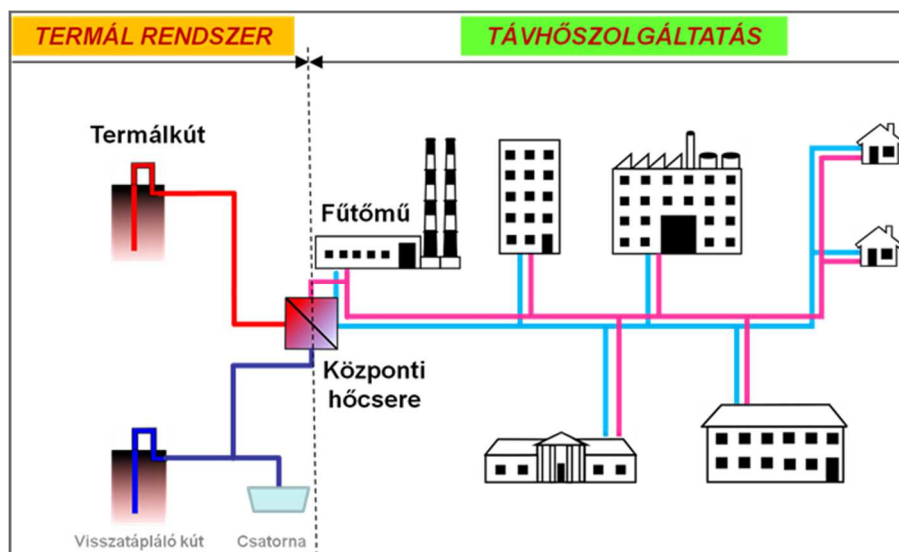 TERMÁL RENDSZER
TÁVHŐSZOLGÁLTATÁS
Termálkút
Fűtőmű
Központi
hőcsere
Visszatápláló kút
Csatorna